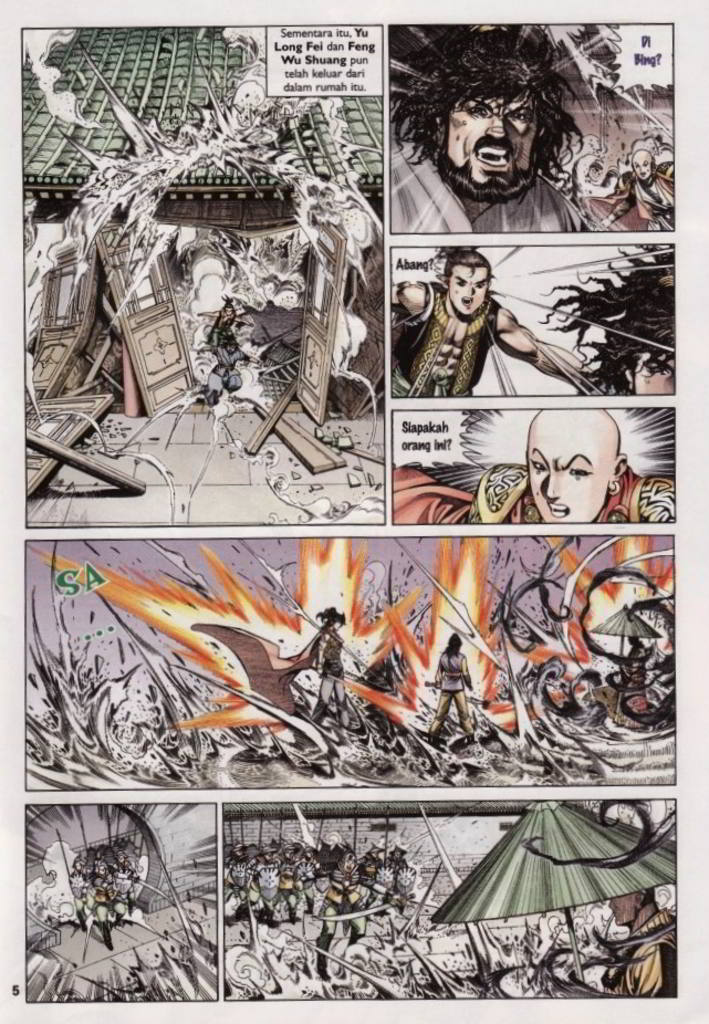 Sementara itu, Yu
Long Fei dan Feng
Wu Shuang pun
telah keluar dari
dalam rumah itu.
Di
Bing?
Abang?
Siapakah
orang ini?
SA
...
5